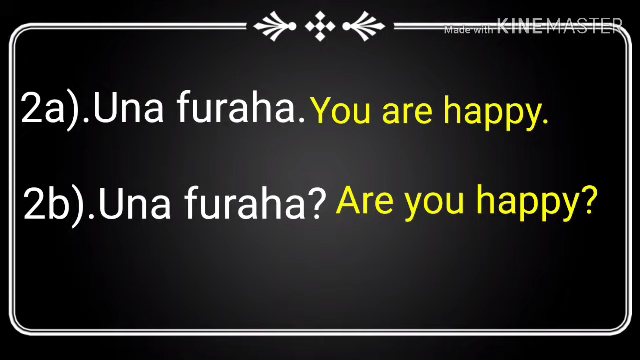 Made with KINEMASTER
2a).Una furaha. You are happy.
2b).Una furaha? Are you happy?